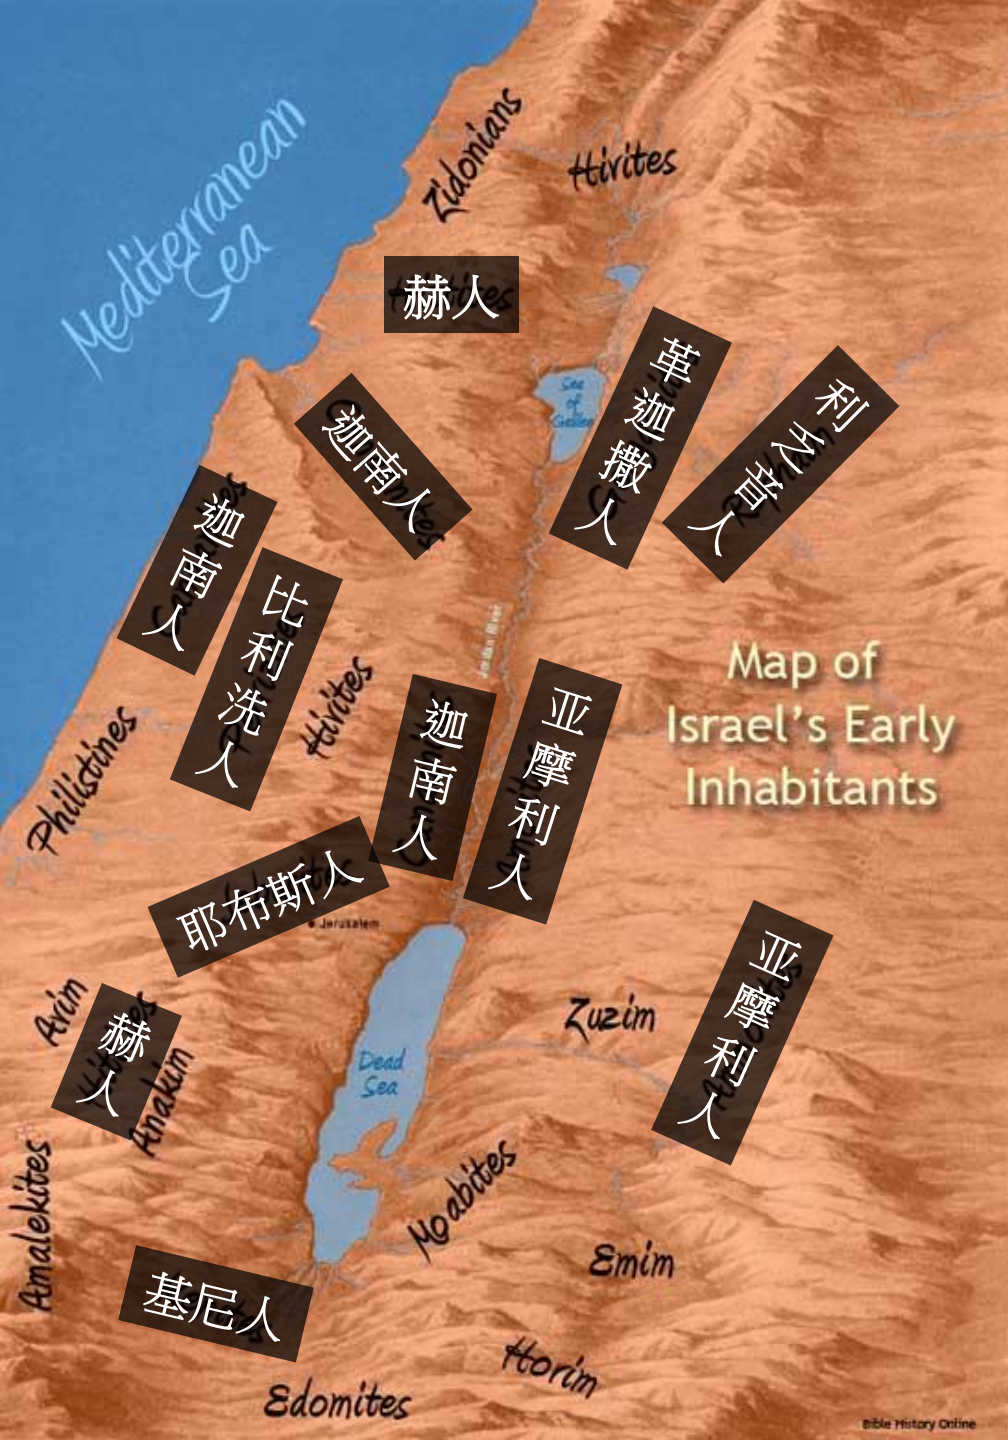 Mediterranean
Sea
Zidonians
Hivites
赫人
Sea
of
Galilee
革迦撒人
利乏音人
迦南人
迦南人
比利洗人
Hivites
Jordan River
迦南人
亚摩利人
Map of
Israel's Early
Inhabitants
Philistines
耶布斯人
Jerusalem
亚摩利人
Avim
赫人
Anakim
Zuzim
Dead
Sea
Amalekites
Moabites
Emim
基尼人
Horim
Edomites
Bible History Online